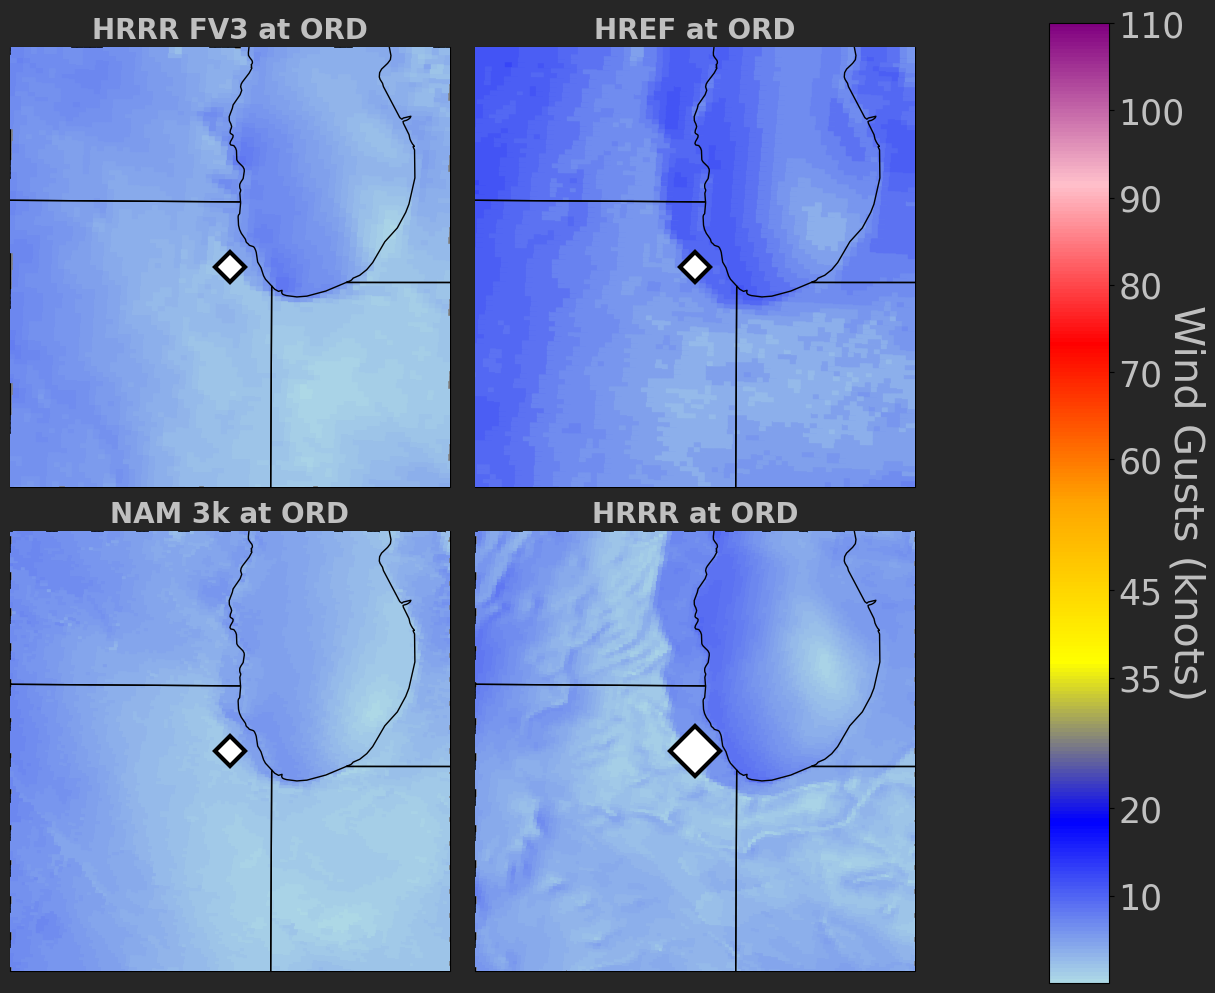 HRRR FV3 at ORD
HREF at ORD
NAM 3k at ORD
HRRR at ORD
110
100
90
80
70
60
45
35
20
10
Wind Gusts (knots)